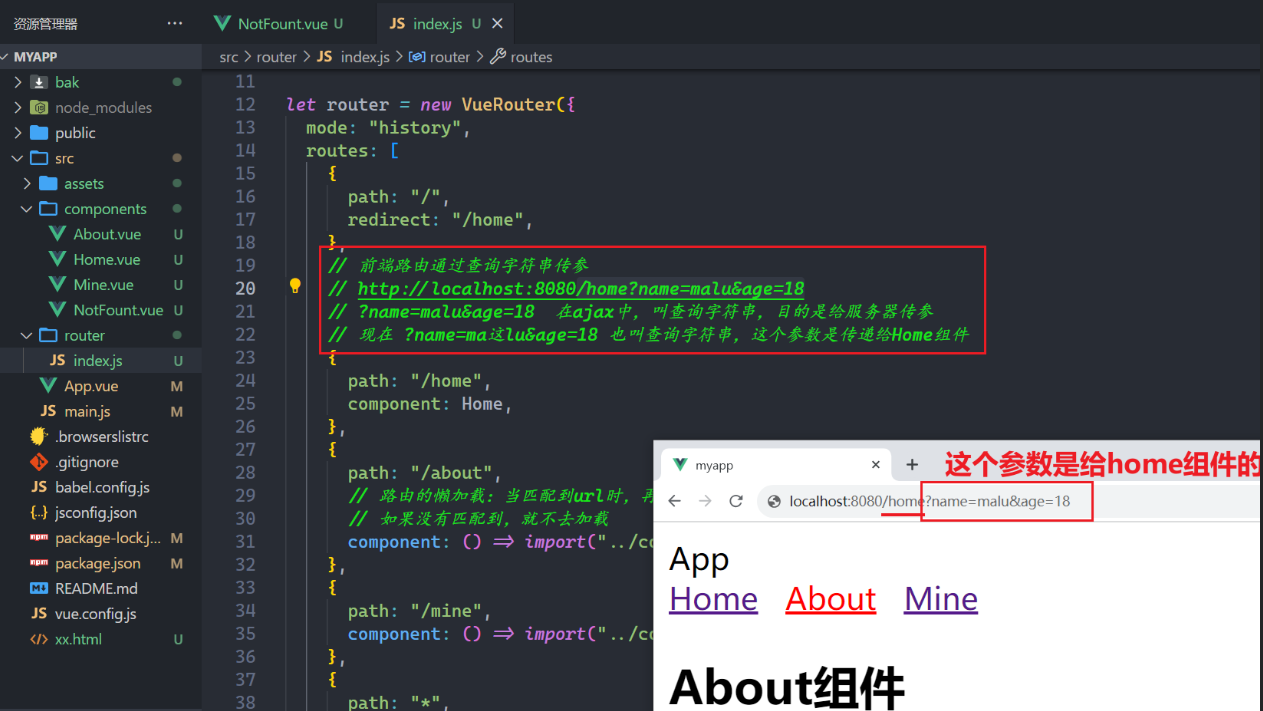 资源管理器 ···
NotFount.vue U
JS index.js U ×
MYAPP
src > router > JS index.js > router > routes
bak
node_modules
public
src
assets
components
About.vue U
Home.vue U
Mine.vue U
NotFount.vue U
router
JS index.js U
App.vue M
JS main.js M
.browserslistrc
.gitignore
JS babel.config.js
{..} jsconfig.json
npm package-lock.j... M
npm package.json M
README.md
JS vue.config.js
</> xx.html U
11
12 let router = new VueRouter({
13 mode: "history",
14 routes: [
15 {
16 path: "/",
17 redirect: "/home",
18 },
19 // 前端路由通过查询字符串传参
20 // http://localhost:8080/home?name=malu&age=18
21 // ?name=malu&age=18 在ajax中，叫查询字符串，目的是给服务器传参
22 // 现在 ?name=ma这lu&age=18 也叫查询字符串，这个参数是传递给Home组件
23 {
24 path: "/home",
25 component: Home,
26 },
27 {
28 path: "/about",
29 // 路由的懒加载：当匹配到url时，再
30 // 如果没有匹配到，就不去加载
31 component: () => import("../co
32 },
33 {
34 path: "/mine",
35 component: () => import("../co
36 },
37 {
38 path: "*",
myapp × +
这个参数是给home组件的
localhost:8080/home?name=malu&age=18
App
Home About Mine
About组件